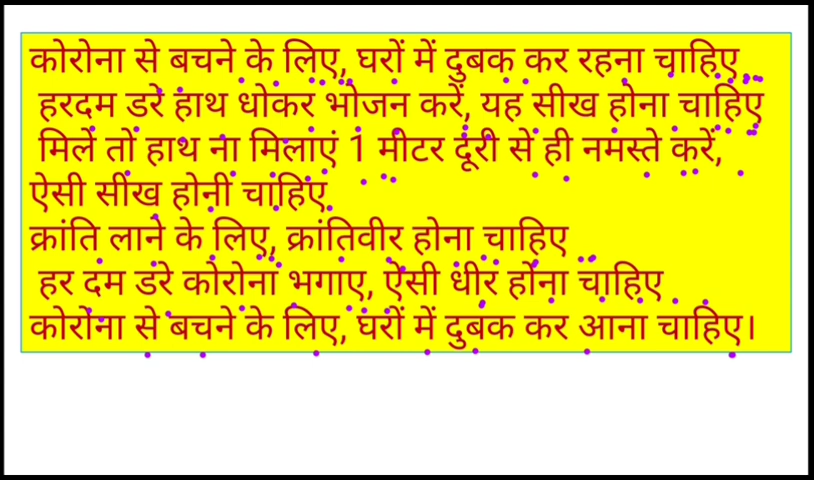 कोरोना से बचने के लिए, घरों में दुबक कर रहना चाहिए
हरदम डरे हाथ धोकर भोजन करें, यह सीख होना चाहिए
मिलें तो हाथ ना मिलाएं 1 मीटर दूरी से ही नमस्ते करें,
ऐसी सीख होनी चाहिए.
क्रांति लाने के लिए, क्रांतिवीर होना चाहिए
हर दम डरे कोरोना भगाए, ऐसी धीर होना चाहिए
कोरोना से बचने के लिए, घरों में दुबक कर आना चाहिए।